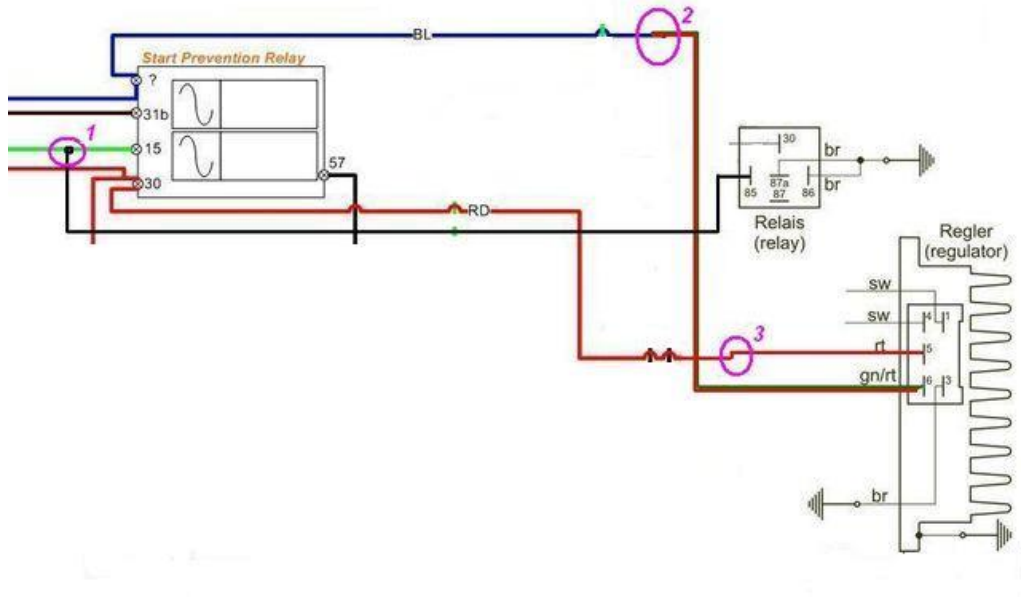 2
BL
Start Prevention Relay
?
31b
1
15
30
57
RD
30
br
br
85
87a
87
86
Relais
(relay)
Regler
(regulator)
sw
sw
4
1
3
rt
5
gn/rt
6
3
br